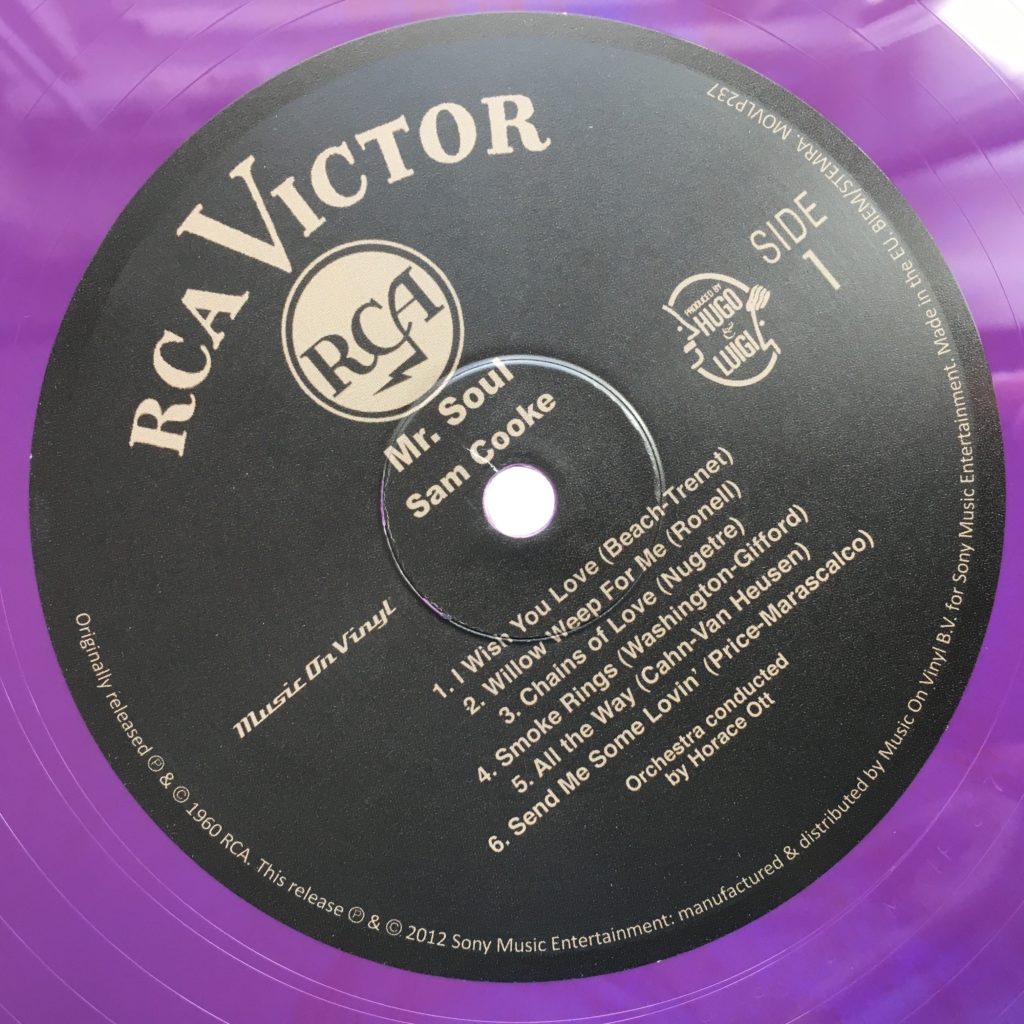 RCA VICTOR
RCA
SIDE
1
PRODUCED BY
HUGO
&
LUIGI
Mr. Soul
Sam Cooke
1. I Wish You Love (Beach-Trenet)
2. Willow Weep For Me (Ronell)
3. Chains of Love (Nugetre)
4. Smoke Rings (Washington-Gifford)
5. All the Way (Cahn-Van Heusen)
6. Send Me Some Lovin' (Price-Marascalco)
Orchestra conducted
by Horace Ott
Music On Vinyl
Originally released ℗ & © 1960 RCA. This release ℗ & © 2012 Sony Music Entertainment: manufactured & distributed by Music On Vinyl B.V. for Sony Music Entertainment. Made in the EU. BIEM/STEMRA. MOVLP237